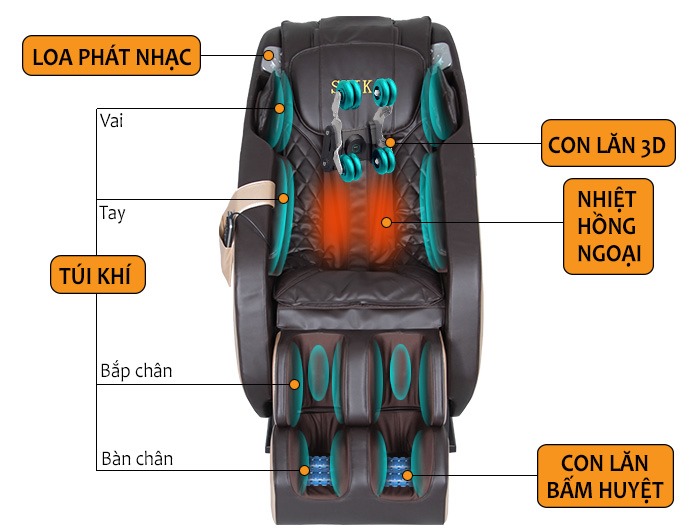 LOA PHÁT NHẠC
Vai
CON LĂN 3D
Tay
NHIỆT
HỒNG
NGOẠI
TÚI KHÍ
Bắp chân
Bàn chân
CON LĂN
BẤM HUYỆT